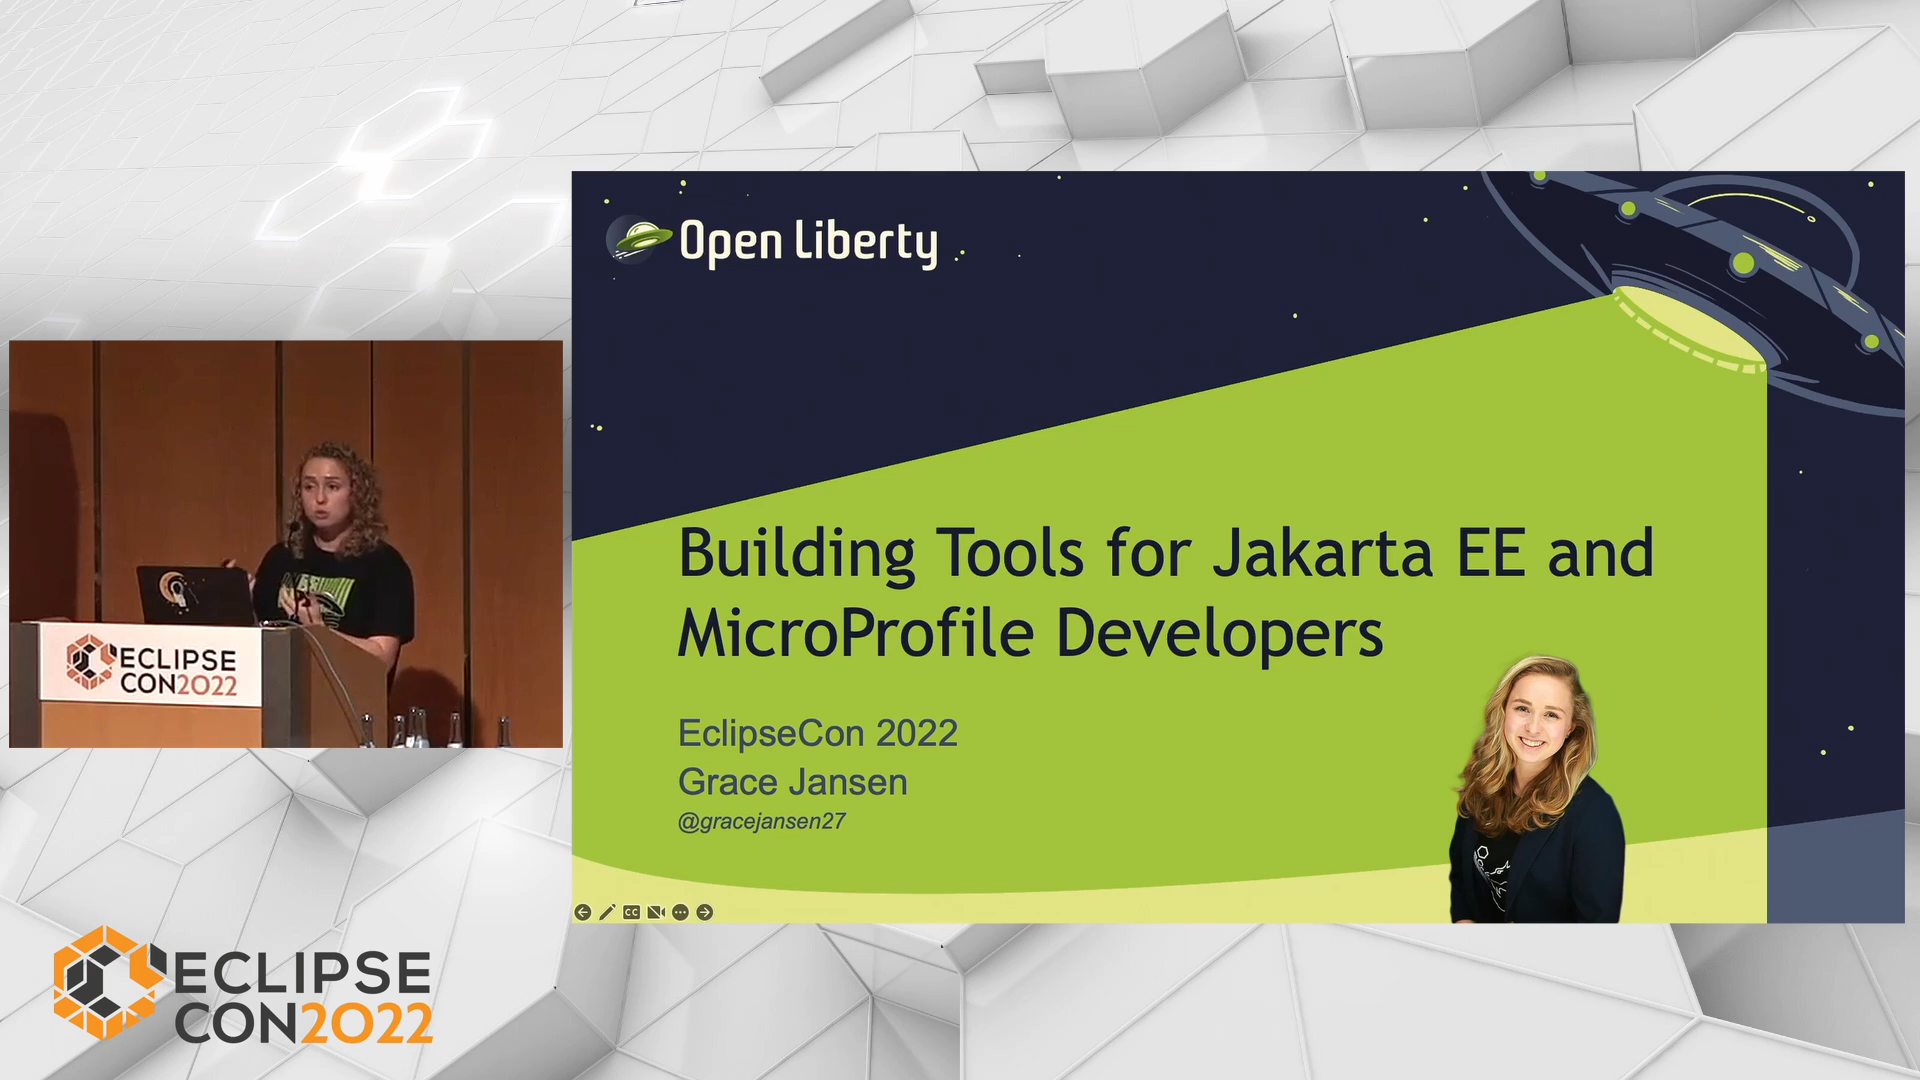 Open Liberty
Building Tools for Jakarta EE and
MicroProfile Developers
EclipseCon 2022
Grace Jansen
@gracejansen27
CC
ECLIPSE
CON2022
ECLIPSE
CON2022